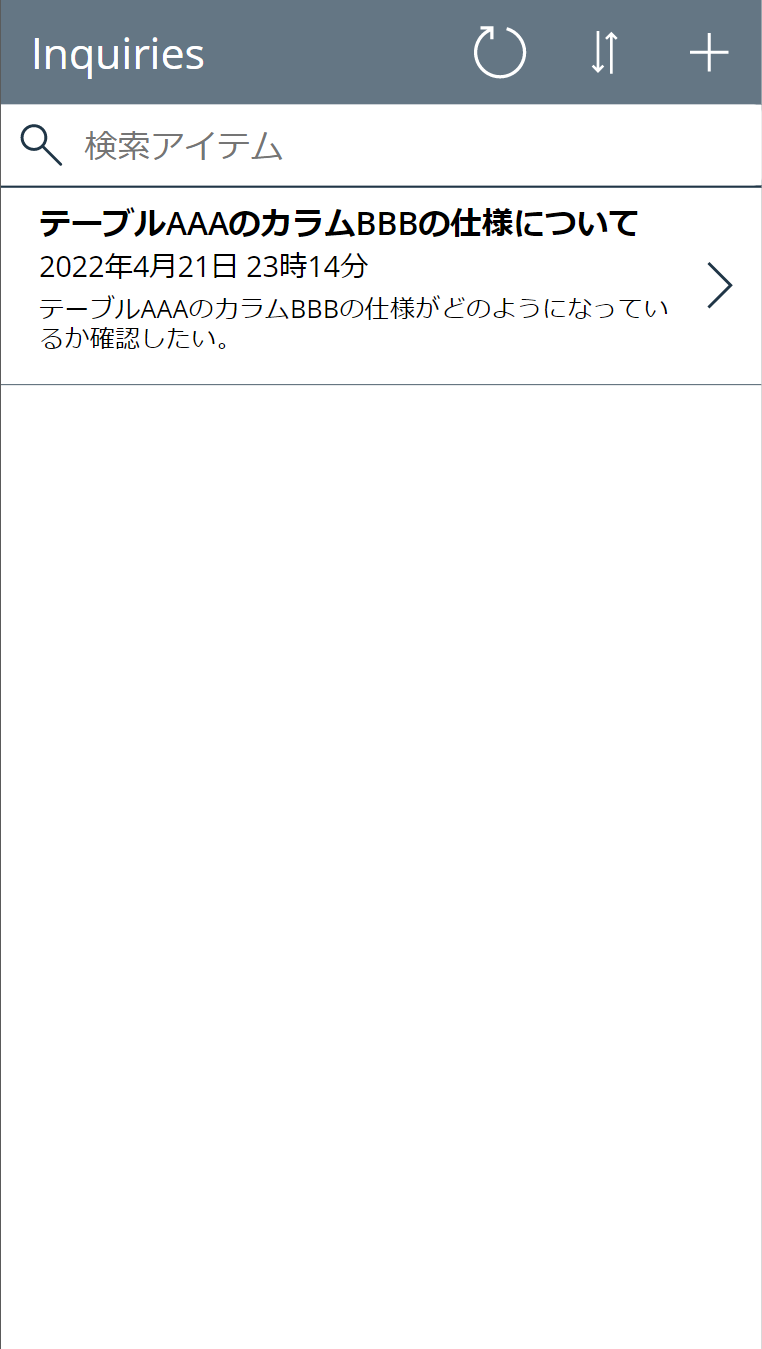 Inquiries
検索アイテム
テーブルAAAのカラムBBBの仕様について
2022年4月21日 23時14分
テーブルAAAのカラムBBBの仕様がどのようになってい
るか確認したい。